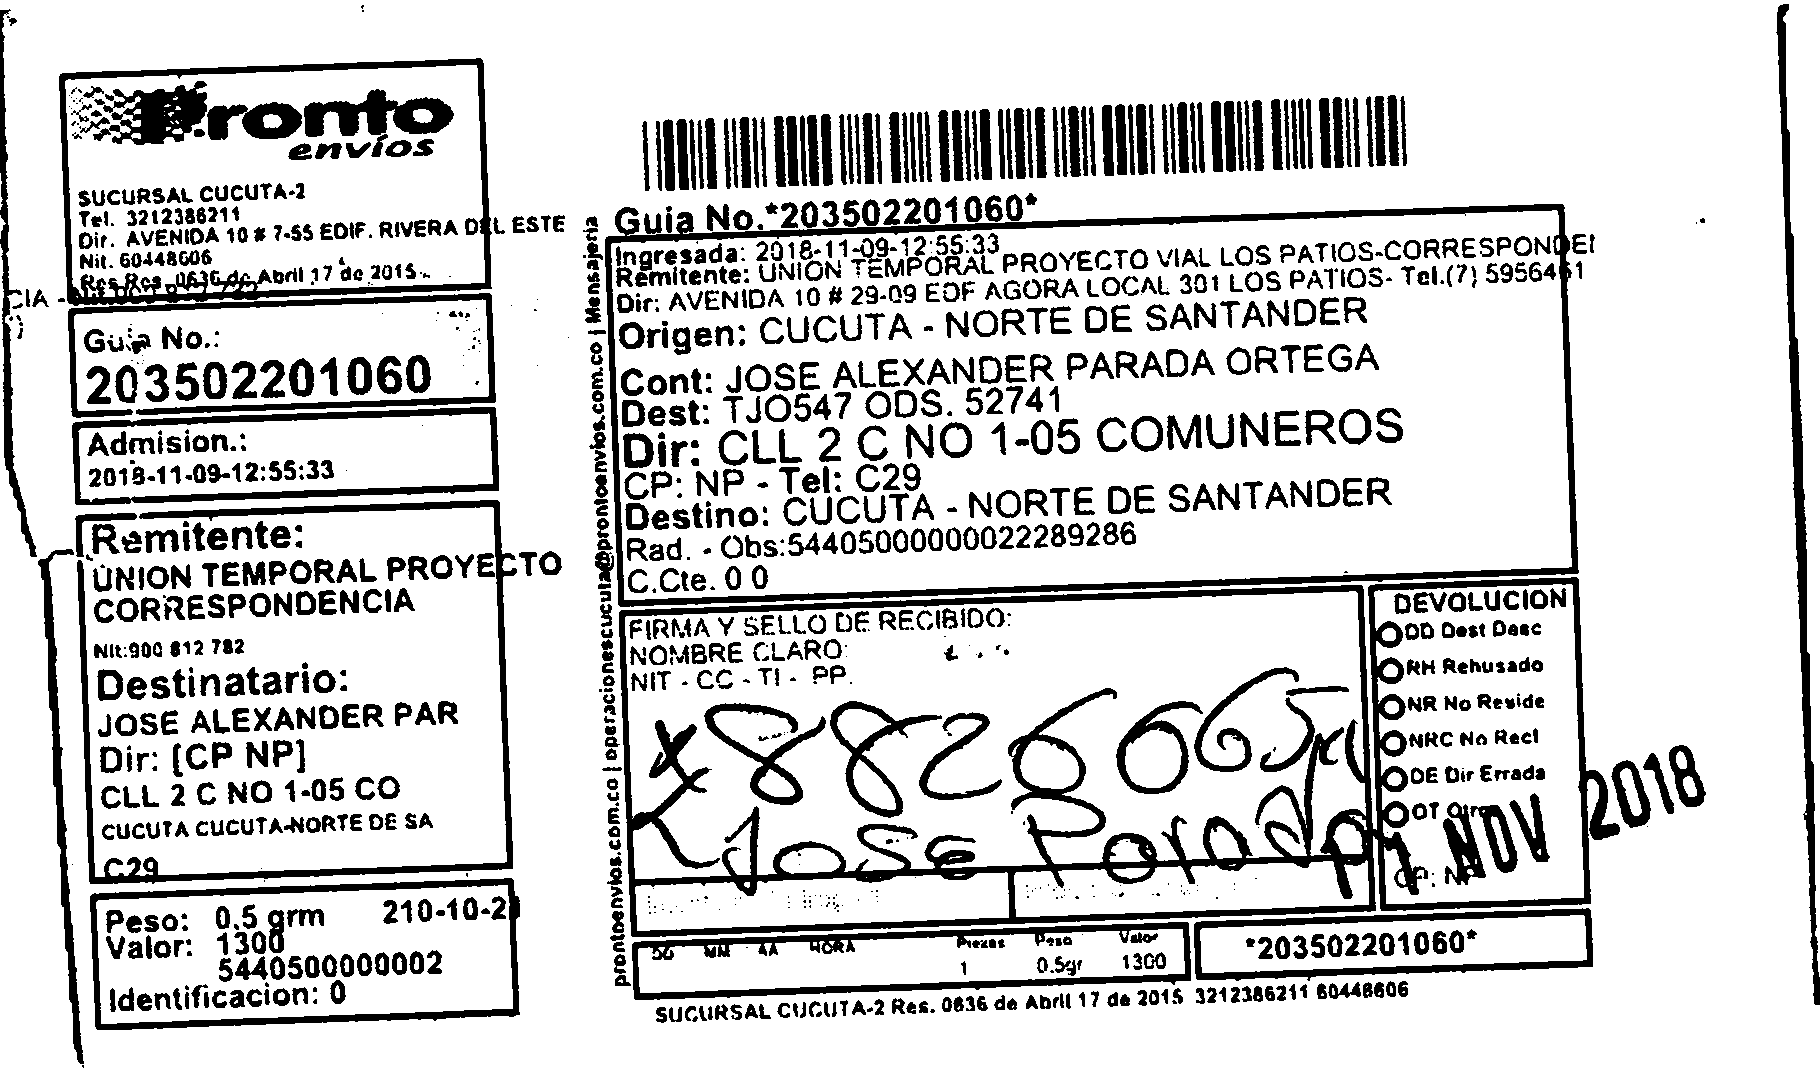 Pronto
envíos
SUCURSAL CUCUTA-2
Tel. 3212386211
Dir. AVENIDA 10 # 7-55 EDIF. RIVERA DEL ESTE
Nit. 60448606
Res Res. 0636 de Abril 17 de 2015
CIA - Nit.900 812 782
Guia No.:
203502201060
Admision.:
2018-11-09-12:55:33
Remitente:
UNION TEMPORAL PROYECTO
CORRESPONDENCIA
Nit:900 812 782
Destinatario:
JOSE ALEXANDER PAR
Dir: [CP NP]
CLL 2 C NO 1-05 CO
CUCUTA CUCUTA-NORTE DE SA
C29
Peso: 0.5 grm 210-10-21
Valor: 1300
5440500000002
Identificacion: 0
prontoenvios.com.co | operacionescucuta@prontoenvios.com.co | Mensajeria
Guia No.*203502201060*
Ingresada: 2018-11-09-12:55:33
Remitente: UNION TEMPORAL PROYECTO VIAL LOS PATIOS-CORRESPONDEI
Dir: AVENIDA 10 # 29-09 EDF AGORA LOCAL 301 LOS PATIOS- Tel.(7) 5956461
Origen: CUCUTA - NORTE DE SANTANDER
Cont: JOSE ALEXANDER PARADA ORTEGA
Dest: TJO547 ODS. 52741
Dir: CLL 2 C NO 1-05 COMUNEROS
CP: NP - Tel: C29
Destino: CUCUTA - NORTE DE SANTANDER
Rad. - Obs:54405000000022289286
C.Cte. 0 0
FIRMA Y SELLO DE RECIBIDO:
NOMBRE CLARO:
NIT - CC - TI - PP.
8826665
Jose Parada
DEVOLUCION
DD Dest Desc
RH Rehusado
NR No Reside
NRC No Recl
DE Dir Errada
OT Otro
NOV 2018
CP: NP
DD MM AA HORA Piezas Peso Valor
1 0.5gr 1300
*203502201060*
SUCURSAL CUCUTA-2 Res. 0636 de Abril 17 de 2015 3212386211 60448606